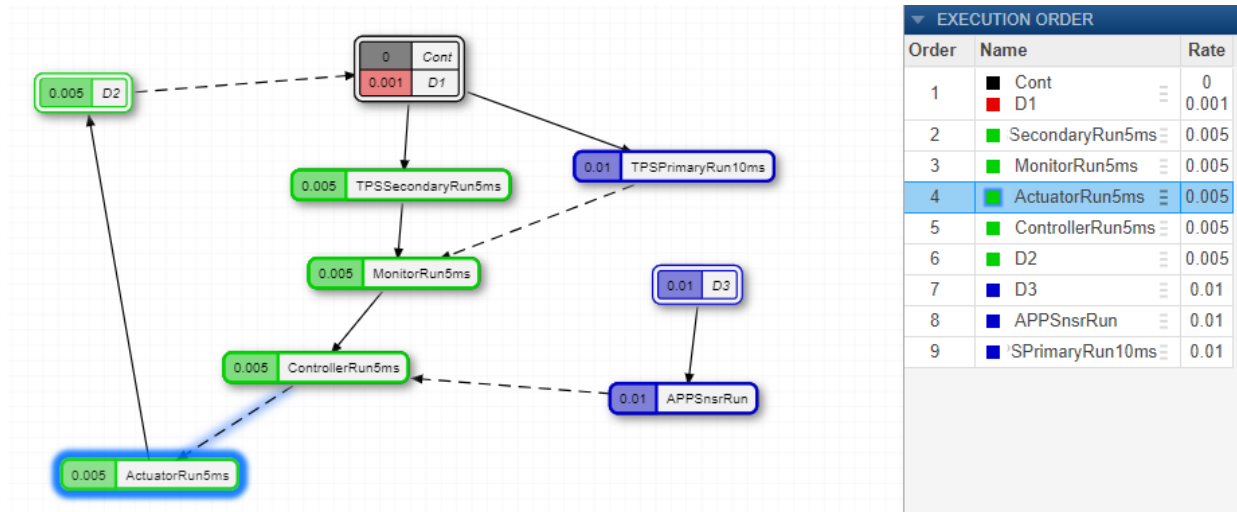 0 Cont
0.001 D1
0.005 D2
0.01 TPSPrimaryRun10ms
0.005 TPSSecondaryRun5ms
0.005 MonitorRun5ms
0.01 D3
0.005 ControllerRun5ms
0.01 APPSnsrRun
0.005 ActuatorRun5ms
EXECUTION ORDER
Order Name Rate
1 Cont 0
D1 0.001
2 SecondaryRun5ms 0.005
3 MonitorRun5ms 0.005
4 ActuatorRun5ms 0.005
5 ControllerRun5ms 0.005
6 D2 0.005
7 D3 0.01
8 APPSnsrRun 0.01
9 SPrimaryRun10ms 0.01